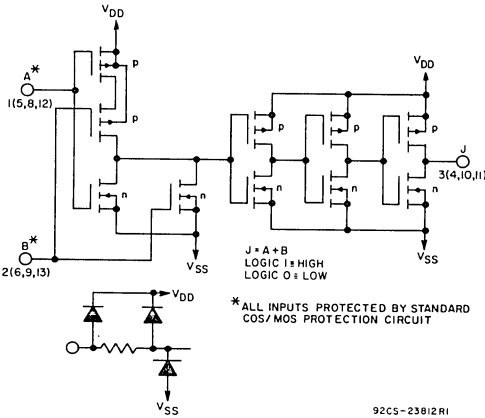 VDD
A*
1(5,8,12)
p
p
n
n
B*
2(6,9,13)
VSS
VDD
p
p
p
J
3(4,10,11)
n
n
n
VSS
J = A + B
LOGIC 1 ≡ HIGH
LOGIC 0 ≡ LOW
*ALL INPUTS PROTECTED BY STANDARD
COS/MOS PROTECTION CIRCUIT
VDD
VSS
92CS-23812R1